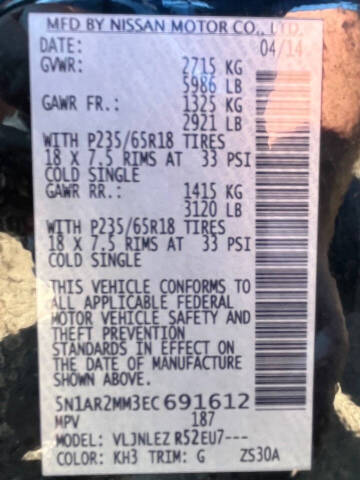 MFD BY NISSAN MOTOR CO., LTD.
DATE: 04/14
GVWR: 2715 KG
5986 LB
GAWR FR.: 1325 KG
2921 LB
WITH P235/65R18 TIRES
18 X 7.5 RIMS AT 33 PSI
COLD SINGLE
GAWR RR.: 1415 KG
3120 LB
WITH P235/65R18 TIRES
18 X 7.5 RIMS AT 33 PSI
COLD SINGLE
THIS VEHICLE CONFORMS TO
ALL APPLICABLE FEDERAL
MOTOR VEHICLE SAFETY AND
THEFT PREVENTION
STANDARDS IN EFFECT ON
THE DATE OF MANUFACTURE
SHOWN ABOVE.
5N1AR2MM3EC691612
MPV 187
MODEL: VLJNLEZ R52EU7---
COLOR: KH3 TRIM: G ZS30A